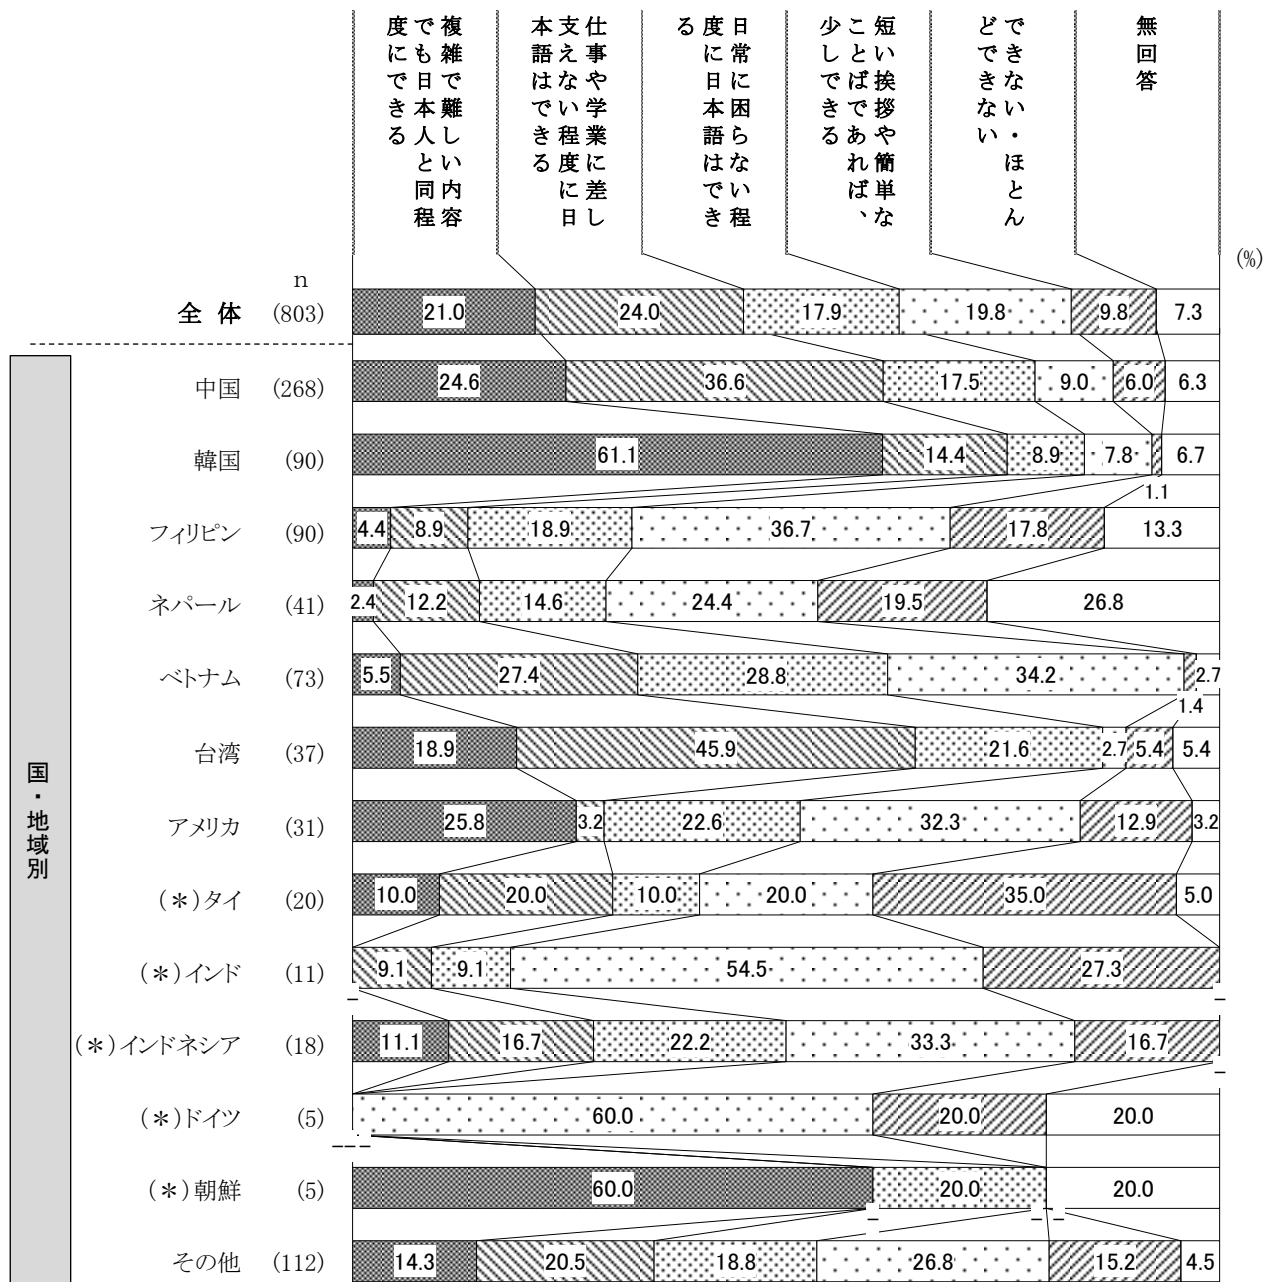 複雑で難しい内容
でも日本人と同程
度にできる
仕事や学業に差し
支えない程度に日
本語はできる
日常に困らない程
度に日本語はでき
る
短い挨拶や簡単な
ことばであれば、
少しできる
できない・ほとん
どできない
無回答
(%)
n
全体 (803) 21.0 24.0 17.9 19.8 9.8 7.3
国・地域別
中国 (268) 24.6 36.6 17.5 9.0 6.0 6.3
韓国 (90) 61.1 14.4 8.9 7.8 6.7
1.1
フィリピン (90) 4.4 8.9 18.9 36.7 17.8 13.3
ネパール (41) 2.4 12.2 14.6 24.4 19.5 26.8
ベトナム (73) 5.5 27.4 28.8 34.2 2.7
1.4
台湾 (37) 18.9 45.9 21.6 2.7 5.4 5.4
アメリカ (31) 25.8 3.2 22.6 32.3 12.9 3.2
(*)タイ (20) 10.0 20.0 10.0 20.0 35.0 5.0
(*)インド (11) 9.1 9.1 54.5 27.3
– –
(*)インドネシア (18) 11.1 16.7 22.2 33.3 16.7
–
(*)ドイツ (5) 60.0 20.0 20.0
– – –
(*)朝鮮 (5) 60.0 20.0 20.0
– – –
その他 (112) 14.3 20.5 18.8 26.8 15.2 4.5